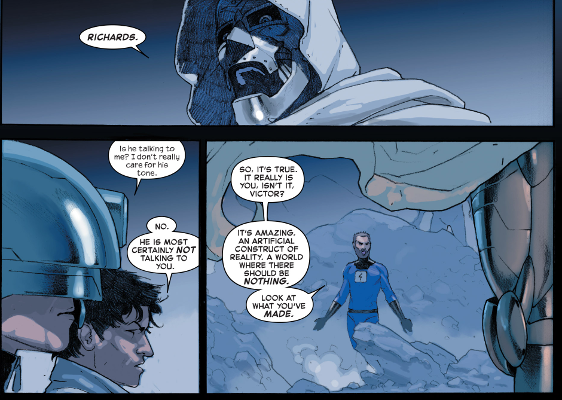 RICHARDS.
Is he talking to
me? I don't really
care for his
tone.
NO.
HE IS MOST
CERTAINLY NOT
TALKING TO
YOU.
SO, IT'S TRUE.
IT REALLY IS
YOU, ISN'T IT,
VICTOR?
IT'S AMAZING,
AN ARTIFICIAL
CONSTRUCT OF
REALITY. A WORLD
WHERE THERE
SHOULD BE
NOTHING.
LOOK AT
WHAT YOU'VE
MADE.